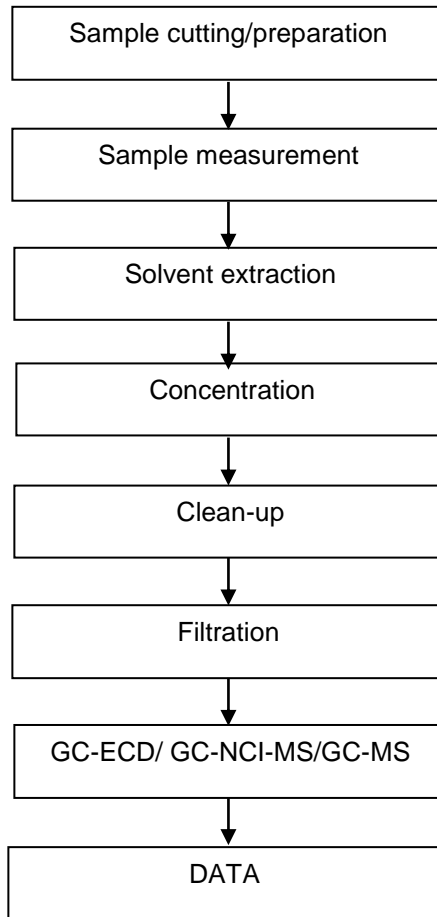 Sample cutting/preparation
Sample measurement
Solvent extraction
Concentration
Clean-up
Filtration
GC-ECD/ GC-NCI-MS/GC-MS
DATA